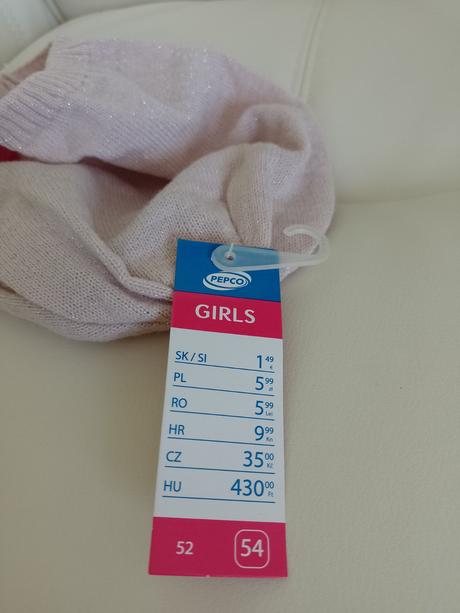 PEPCO
GIRLS
SK / SI 1 49 €
PL 5 99 zł
RO 5 99 Lei
HR 9 99 Kn
CZ 35 00 Kč
HU 430 00 Ft
52 54